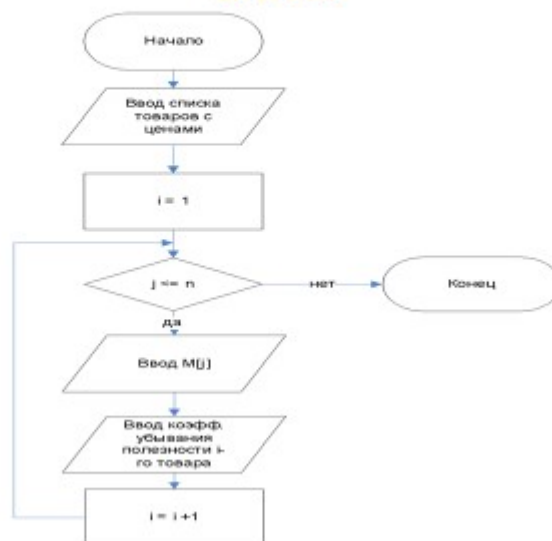 Начало
Ввод списка
товаров с
ценами
i = 1
j <= n
нет
Конец
да
Ввод M[j]
Ввод коэфф.
убывания
полезности i-
го товара
i = i +1